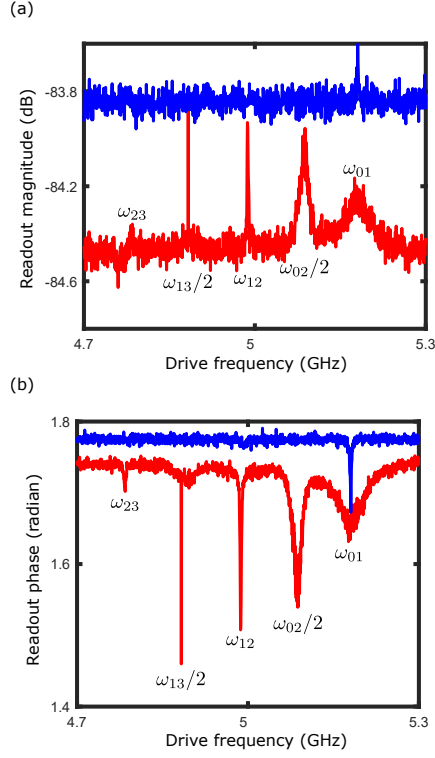 (a)
Readout magnitude (dB)
-83.8
-84.2
-84.6
ω23
ω13/2
ω12
ω02/2
ω01
4.7
5
5.3
Drive frequency (GHz)
(b)
Readout phase (radian)
1.8
1.6
1.4
ω23
ω13/2
ω12
ω02/2
ω01
4.7
5
5.3
Drive frequency (GHz)